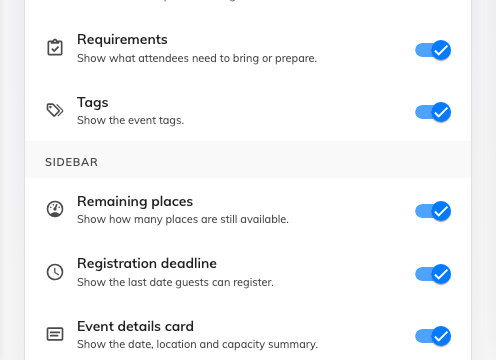 Requirements
Show what attendees need to bring or prepare.
Tags
Show the event tags.
SIDEBAR
Remaining places
Show how many places are still available.
Registration deadline
Show the last date guests can register.
Event details card
Show the date, location and capacity summary.